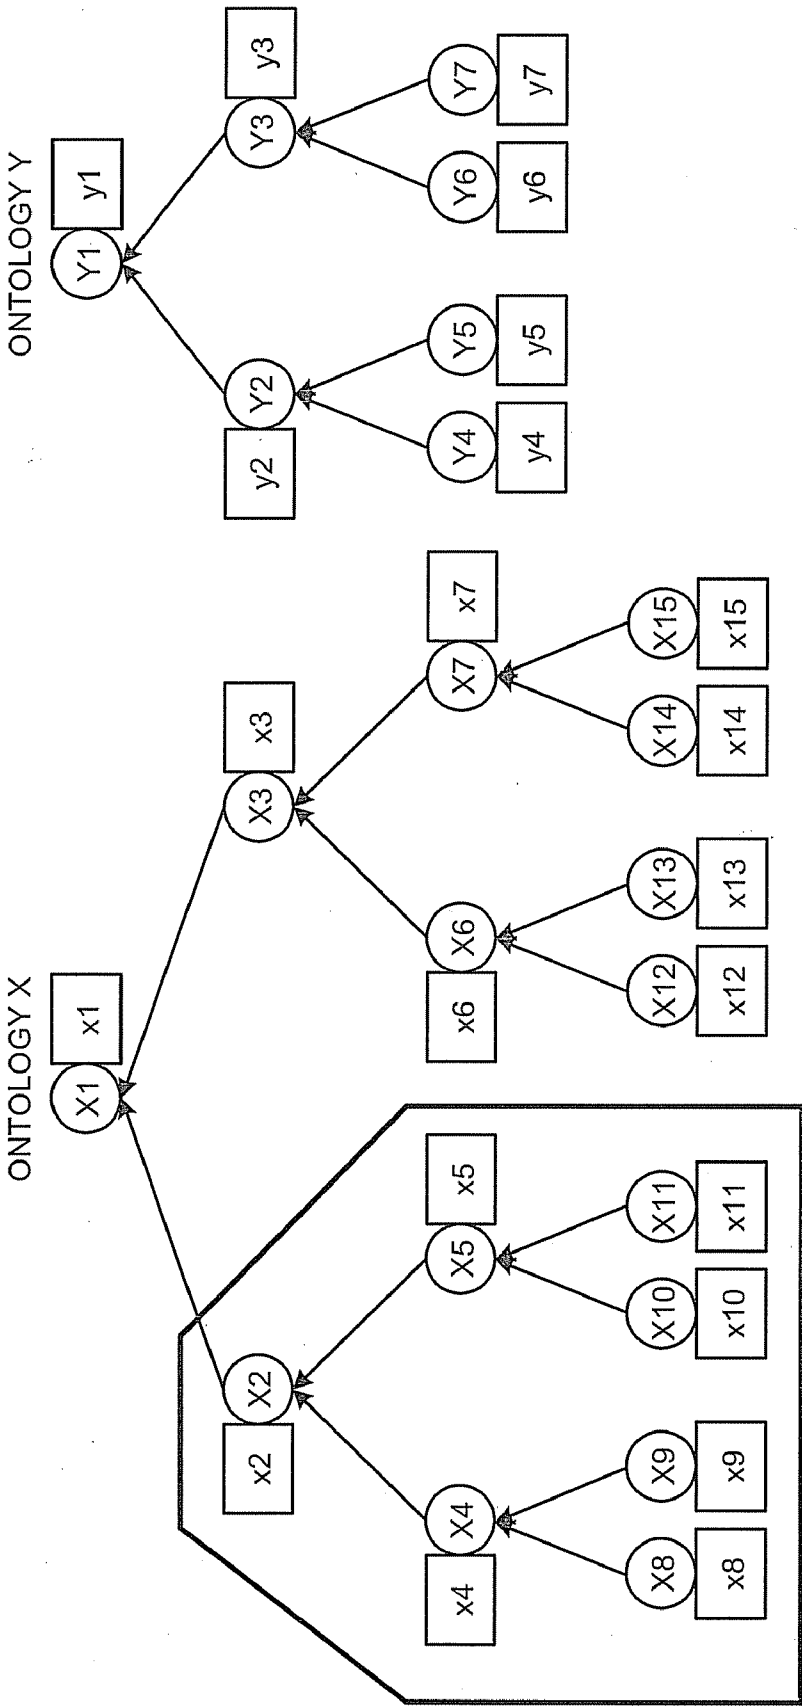 ONTOLOGY X
ONTOLOGY Y
X1 x1
Y1 y1
x2 X2
X3 x3
y2 Y2
Y3 y3
x4 X4
X5 x5
x6 X6
X7 x7
Y4
Y5
Y6
Y7
y4
y5
y6
y7
X8
X9
X10
X11
X12
X13
X14
X15
x8
x9
x10
x11
x12
x13
x14
x15